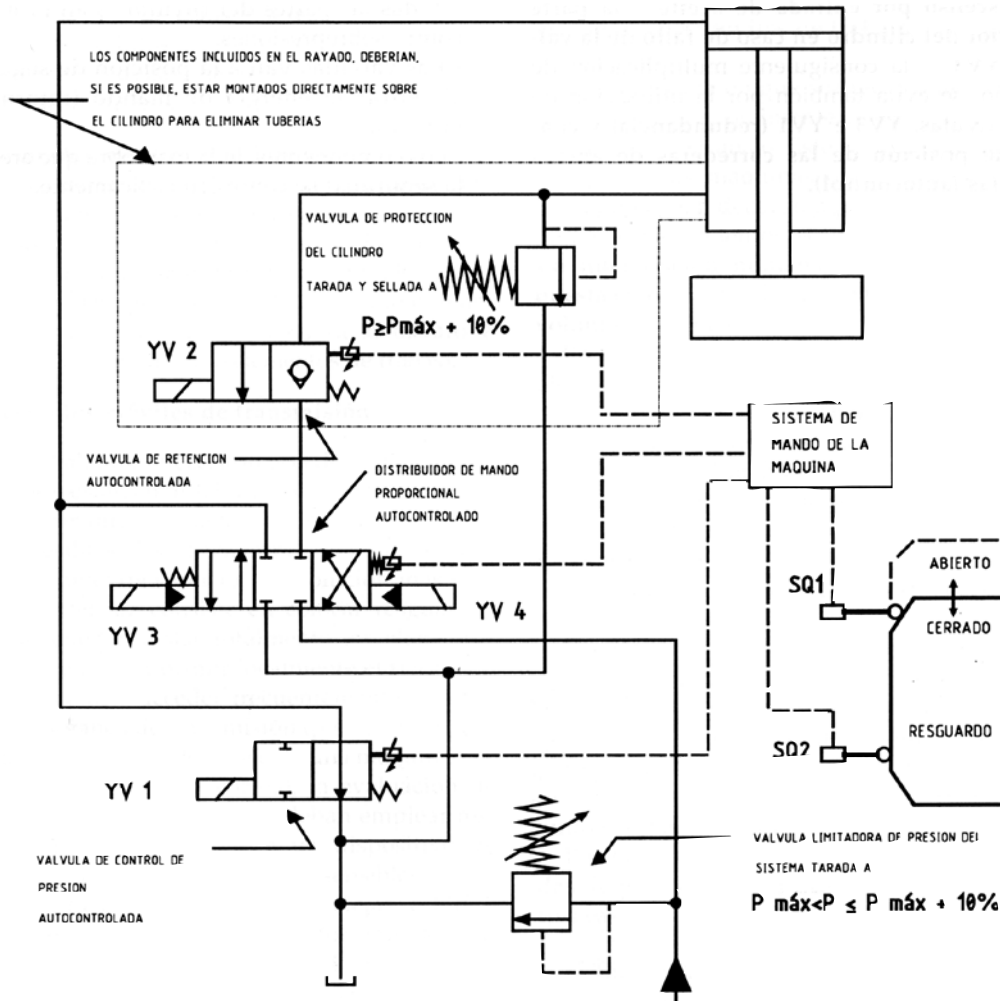 LOS COMPONENTES INCLUIDOS EN EL RAYADO, DEBERIAN,
SI ES POSIBLE, ESTAR MONTADOS DIRECTAMENTE SOBRE
EL CILINDRO PARA ELIMINAR TUBERIAS
VALVULA DE PROTECCION
DEL CILINDRO
TARADA Y SELLADA A
P≥Pmáx + 10%
YV 2
VALVULA DE RETENCION
AUTOCONTROLADA
DISTRIBUIDOR DE MANDO
PROPORCIONAL
AUTOCONTROLADO
SISTEMA DE
MANDO DE LA
MAQUINA
YV 3
YV 4
SQ1
ABIERTO
CERRADO
RESGUARDO
SQ2
YV 1
VALVULA DE CONTROL DE
PRESION
AUTOCONTROLADA
VALVULA LIMITADORA DE PRESION DEL
SISTEMA TARADA A
P máx<P ≤ P máx + 10%